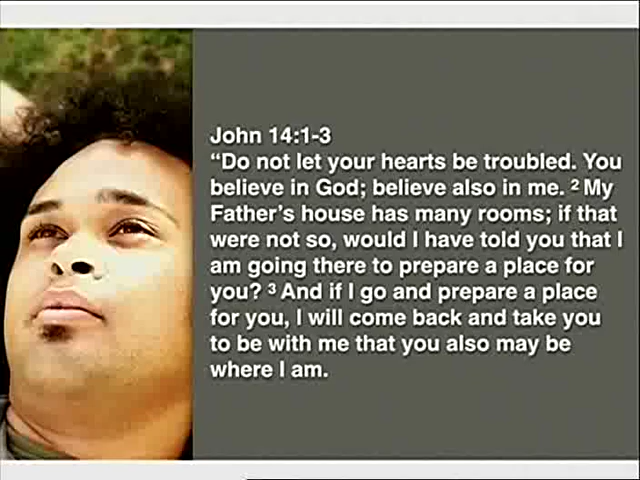 John 14:1-3
“Do not let your hearts be troubled. You
believe in God; believe also in me. ² My
Father’s house has many rooms; if that
were not so, would I have told you that I
am going there to prepare a place for
you? ³ And if I go and prepare a place
for you, I will come back and take you
to be with me that you also may be
where I am.